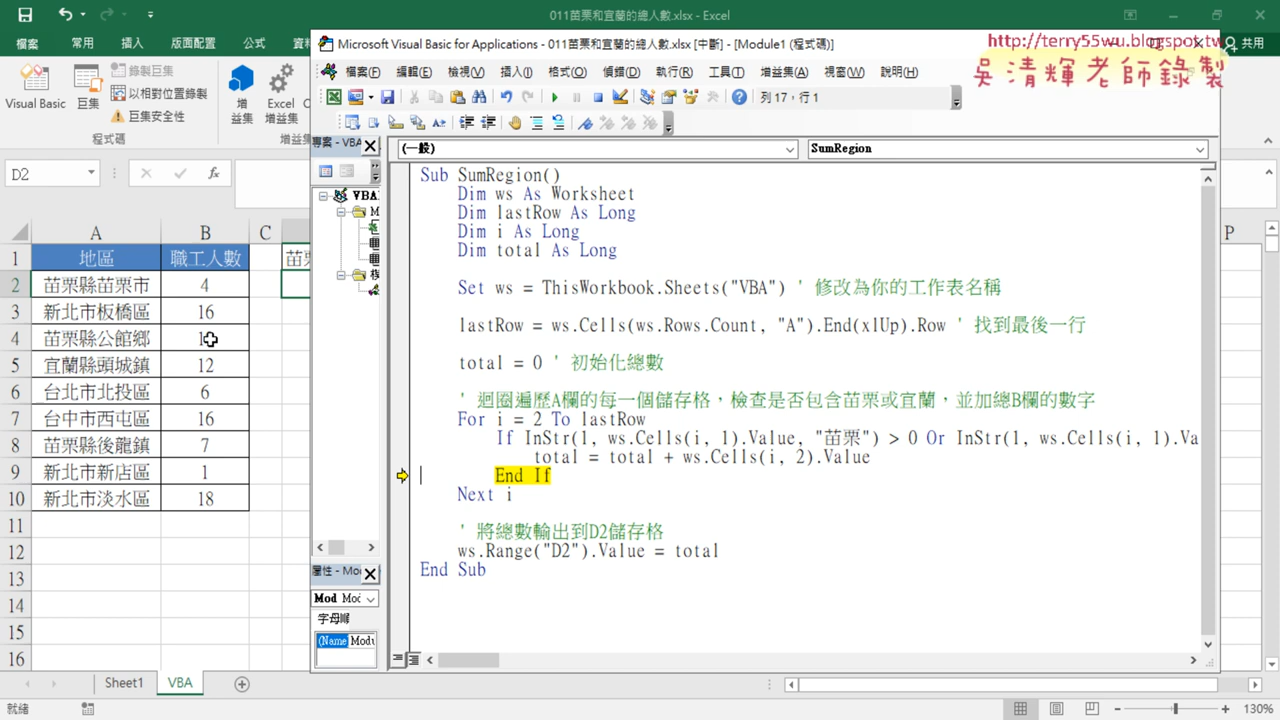 011苗栗和宜蘭的總人數.xlsx - Excel
檔案 常用 插入 版面配置 公式 共用
Microsoft Visual Basic for Applications - 011苗栗和宜蘭的總人數.xlsx [中斷] - [Module1 (程式碼)]
http://terry55wu.blogspot.tw
吳清輝老師錄製
檔案(F) 編輯(E) 檢視(V) 插入(I) 格式(O) 偵錯(D) 執行(R) 工具(T) 增益集(A) 視窗(W) 說明(H)
Visual Basic 巨集 錄製巨集 以相對位置錄製 巨集安全性
增益集 Excel 增益集
程式碼
列 17，行 1
專案 - VBA
(一般) SumRegion
D2
A B C P
1 地區 職工人數
2 苗栗縣苗栗市 4
3 新北市板橋區 16
4 苗栗縣公館鄉
5 宜蘭縣頭城鎮 12
6 台北市北投區 6
7 台中市西屯區 16
8 苗栗縣後龍鎮 7
9 新北市新店區 1
10 新北市淡水區 18
11
12
13
14
15
16
Sub SumRegion()
Dim ws As Worksheet
Dim lastRow As Long
Dim i As Long
Dim total As Long
Set ws = ThisWorkbook.Sheets("VBA") ' 修改為你的工作表名稱
lastRow = ws.Cells(ws.Rows.Count, "A").End(xlUp).Row ' 找到最後一行
total = 0 ' 初始化總數
' 迴圈遍歷A欄的每一個儲存格，檢查是否包含苗栗或宜蘭，並加總B欄的數字
For i = 2 To lastRow
If InStr(1, ws.Cells(i, 1).Value, "苗栗") > 0 Or InStr(1, ws.Cells(i, 1).Va
total = total + ws.Cells(i, 2).Value
End If
Next i
' 將總數輸出到D2儲存格
ws.Range("D2").Value = total
End Sub
屬性 - Mod
Mod
字母順
(Name Modu
Sheet1 VBA
就緒
130%